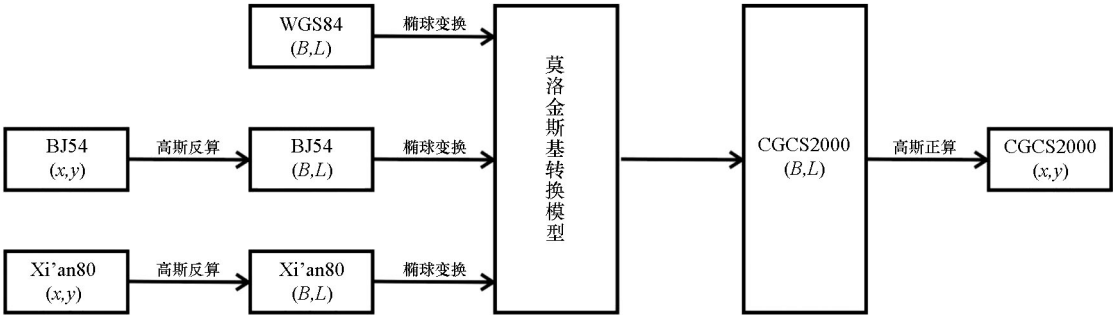 WGS84
(B,L)
椭球变换
BJ54
(x,y)
高斯反算
BJ54
(B,L)
椭球变换
Xi'an80
(x,y)
高斯反算
Xi'an80
(B,L)
椭球变换
莫洛金斯基转换模型
CGCS2000
(B,L)
高斯正算
CGCS2000
(x,y)